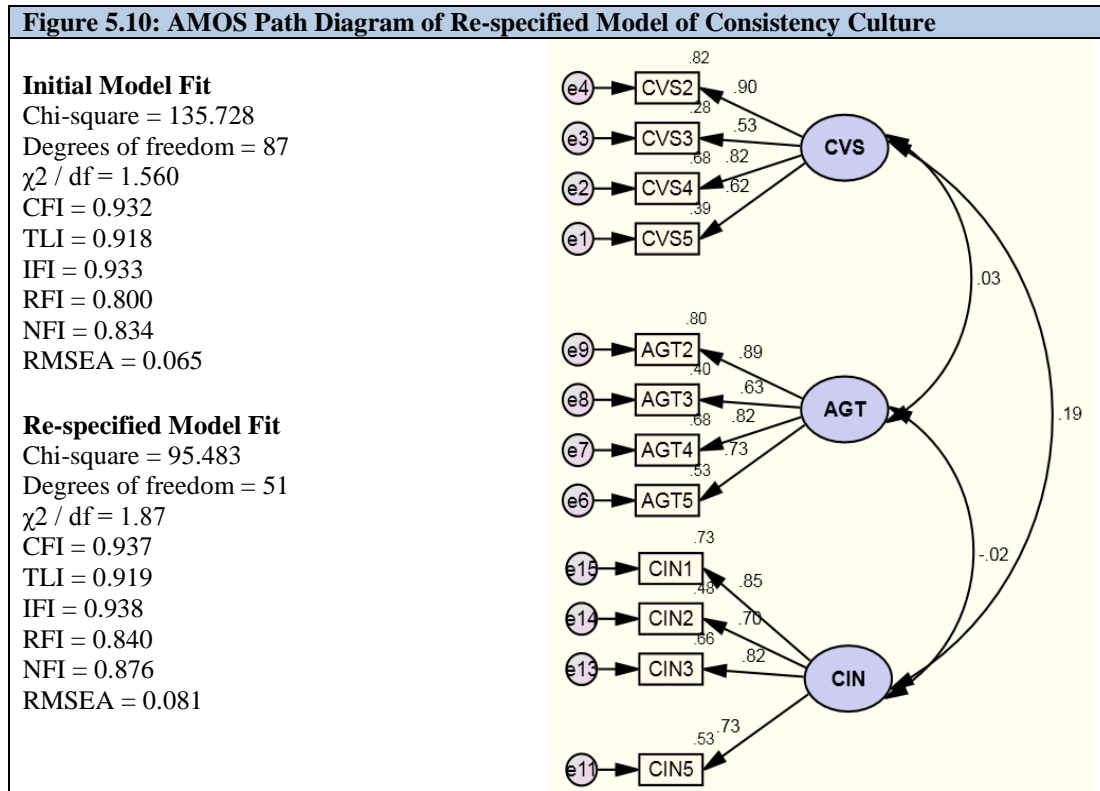 Figure 5.10: AMOS Path Diagram of Re-specified Model of Consistency Culture
Initial Model Fit
Chi-square = 135.728
Degrees of freedom = 87
χ2 / df = 1.560
CFI = 0.932
TLI = 0.918
IFI = 0.933
RFI = 0.800
NFI = 0.834
RMSEA = 0.065
Re-specified Model Fit
Chi-square = 95.483
Degrees of freedom = 51
χ2 / df = 1.87
CFI = 0.937
TLI = 0.919
IFI = 0.938
RFI = 0.840
NFI = 0.876
RMSEA = 0.081
.82
e4 CVS2 .90
.28
e3 CVS3 .53
CVS
.68 .82
e2 CVS4 .62
.39
e1 CVS5
.03
.80
e9 AGT2 .89
.40
e8 AGT3 .63
AGT
.19
.68 .82
e7 AGT4 .73
.53
e6 AGT5
.73
-.02
e15 CIN1 .85
.48
e14 CIN2 .70
.66
e13 CIN3 .82
CIN
.53 .73
e11 CIN5